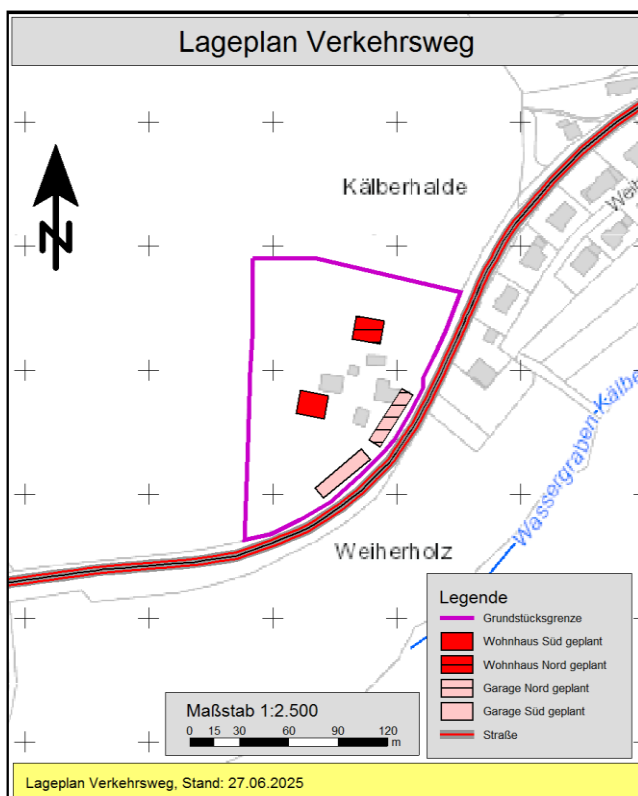 Lageplan Verkehrsweg
N
Kälberhalde
Weih
Weiherholz
Wassergraben-Kälbe
Legende
Grundstücksgrenze
Wohnhaus Süd geplant
Wohnhaus Nord geplant
Garage Nord geplant
Garage Süd geplant
Straße
Maßstab 1:2.500
0 15 30 60 90 120
m
Lageplan Verkehrsweg, Stand: 27.06.2025